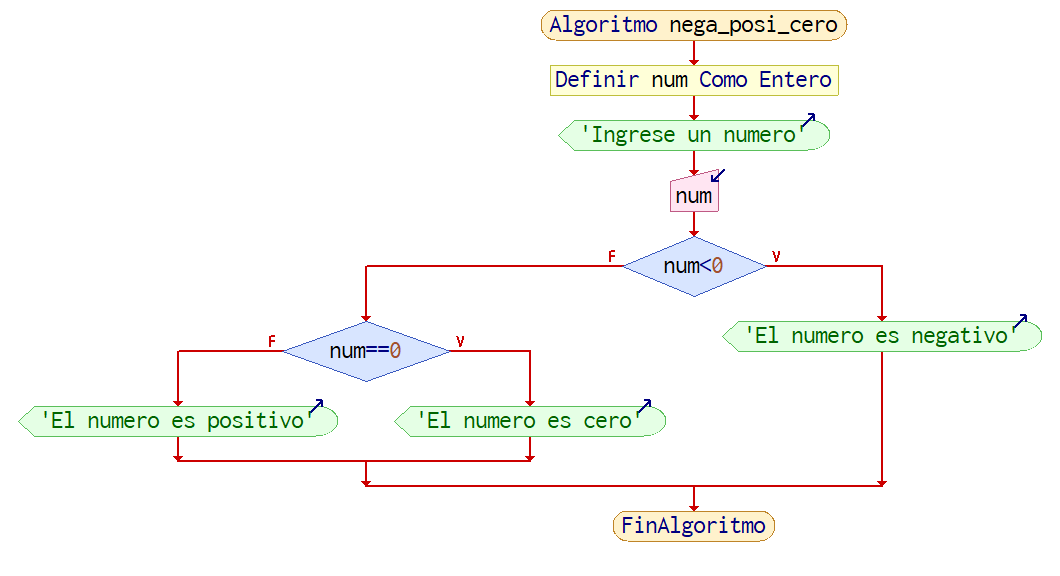 Algoritmo nega_posi_cero
Definir num Como Entero
'Ingrese un numero'
num
F
num<0
V
F
num==0
V
'El numero es negativo'
'El numero es positivo'
'El numero es cero'
FinAlgoritmo